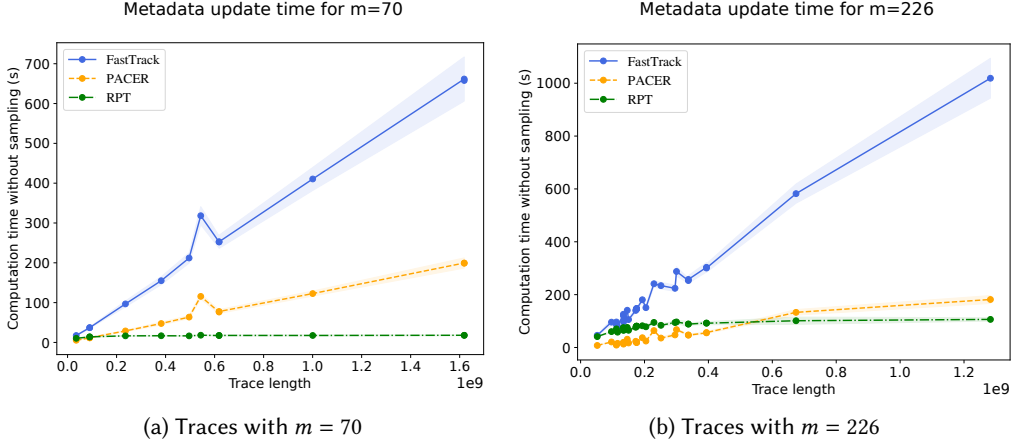 Metadata update time for m=70
Computation time without sampling (s)
700
600
500
400
300
200
100
0
FastTrack
PACER
RPT
0.0 0.2 0.4 0.6 0.8 1.0 1.2 1.4 1.6
1e9
Trace length
(a) Traces with m = 70
Metadata update time for m=226
Computation time without sampling (s)
1000
800
600
400
200
0
FastTrack
PACER
RPT
0.0 0.2 0.4 0.6 0.8 1.0 1.2
1e9
Trace length
(b) Traces with m = 226